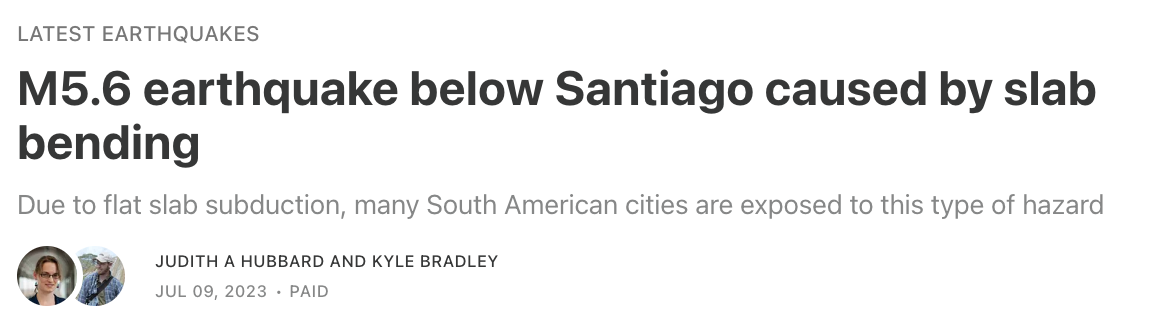 LATEST EARTHQUAKES
M5.6 earthquake below Santiago caused by slab
bending
Due to flat slab subduction, many South American cities are exposed to this type of hazard
JUDITH A HUBBARD AND KYLE BRADLEY
JUL 09, 2023 • PAID